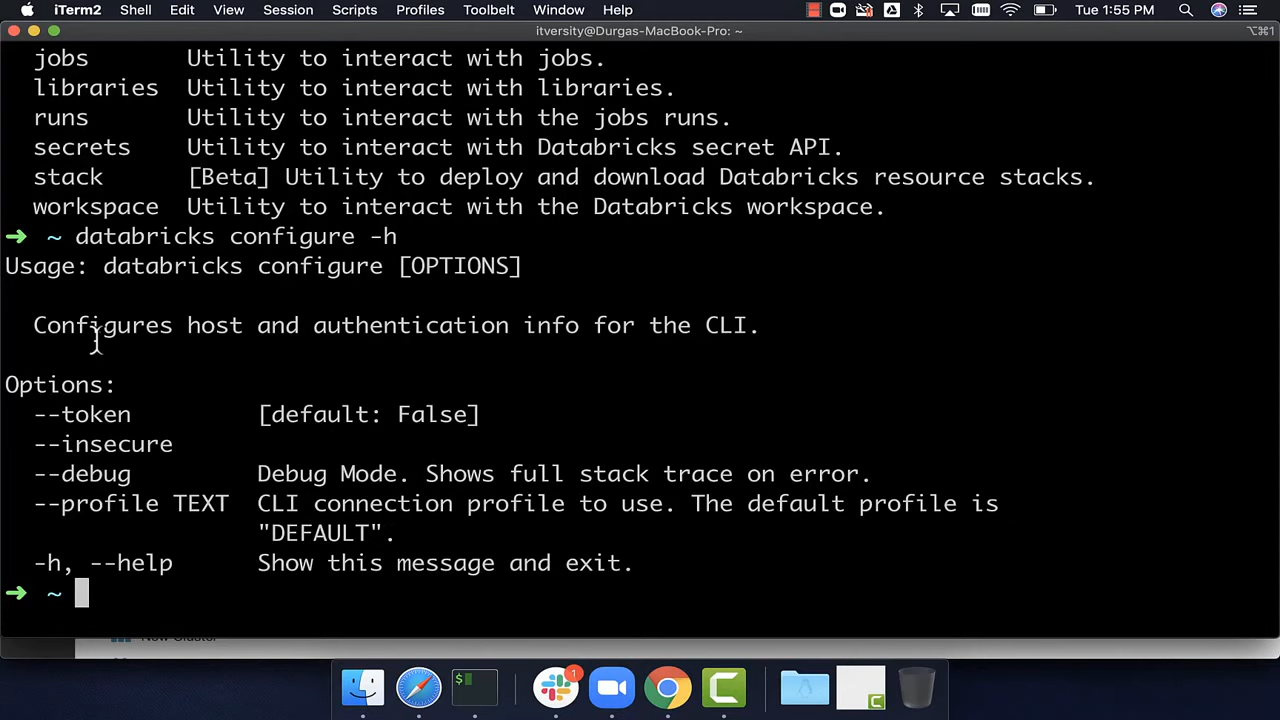 iTerm2 Shell Edit View Session Scripts Profiles Toolbelt Window Help Tue 1:55 PM
itversity@Durgas-MacBook-Pro: ~ ⌥⌘1
jobs Utility to interact with jobs.
libraries Utility to interact with libraries.
runs Utility to interact with the jobs runs.
secrets Utility to interact with Databricks secret API.
stack [Beta] Utility to deploy and download Databricks resource stacks.
workspace Utility to interact with the Databricks workspace.
➜ ~ databricks configure -h
Usage: databricks configure [OPTIONS]
Configures host and authentication info for the CLI.
Options:
--token [default: False]
--insecure
--debug Debug Mode. Shows full stack trace on error.
--profile TEXT CLI connection profile to use. The default profile is
"DEFAULT".
-h, --help Show this message and exit.
➜ ~
New Cluster
$
1